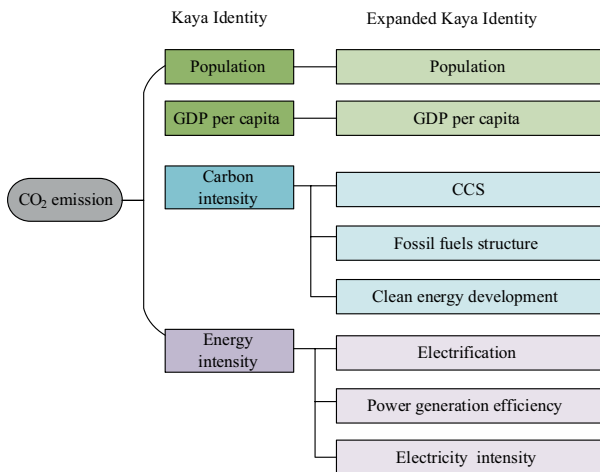 Kaya Identity
Expanded Kaya Identity
Population
Population
GDP per capita
GDP per capita
Carbon
intensity
CCS
CO₂ emission
Fossil fuels structure
Clean energy development
Energy
intensity
Electrification
Power generation efficiency
Electricity intensity